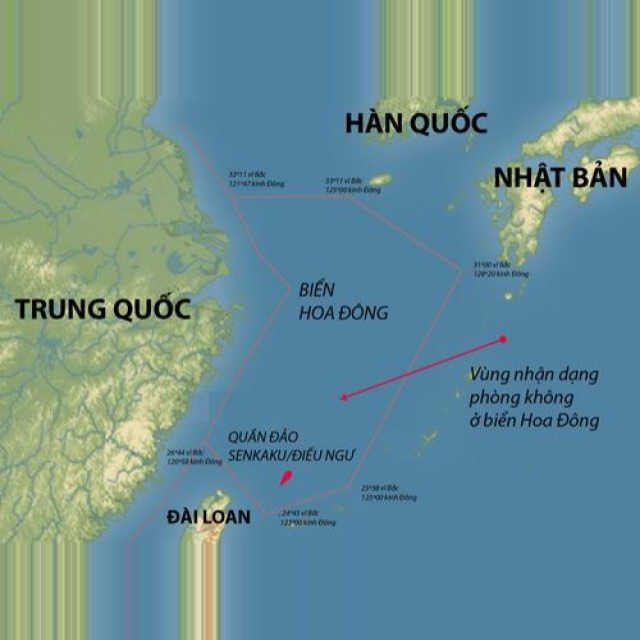 HÀN QUỐC
NHẬT BẢN
33°11 vĩ Bắc
121°47 kinh Đông
33°11 vĩ Bắc
125°00 kinh Đông
31°00 vĩ Bắc
128°20 kinh Đông
BIỂN
HOA ĐÔNG
TRUNG QUỐC
Vùng nhận dạng
phòng không
ở biển Hoa Đông
QUẦN ĐẢO
SENKAKU/ĐIẾU NGƯ
26°44 vĩ Bắc
120°58 kinh Đông
25°38 vĩ Bắc
125°00 kinh Đông
24°45 vĩ Bắc
123°00 kinh Đông
ĐÀI LOAN